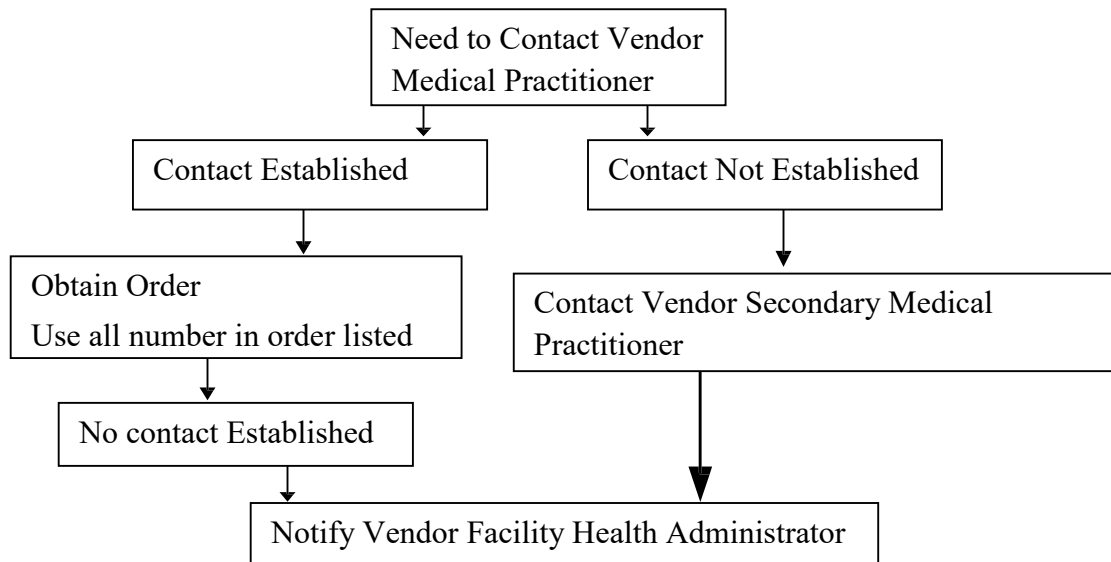 Need to Contact Vendor
Medical Practitioner
Contact Established
Contact Not Established
Obtain Order
Use all number in order listed
Contact Vendor Secondary Medical
Practitioner
No contact Established
Notify Vendor Facility Health Administrator